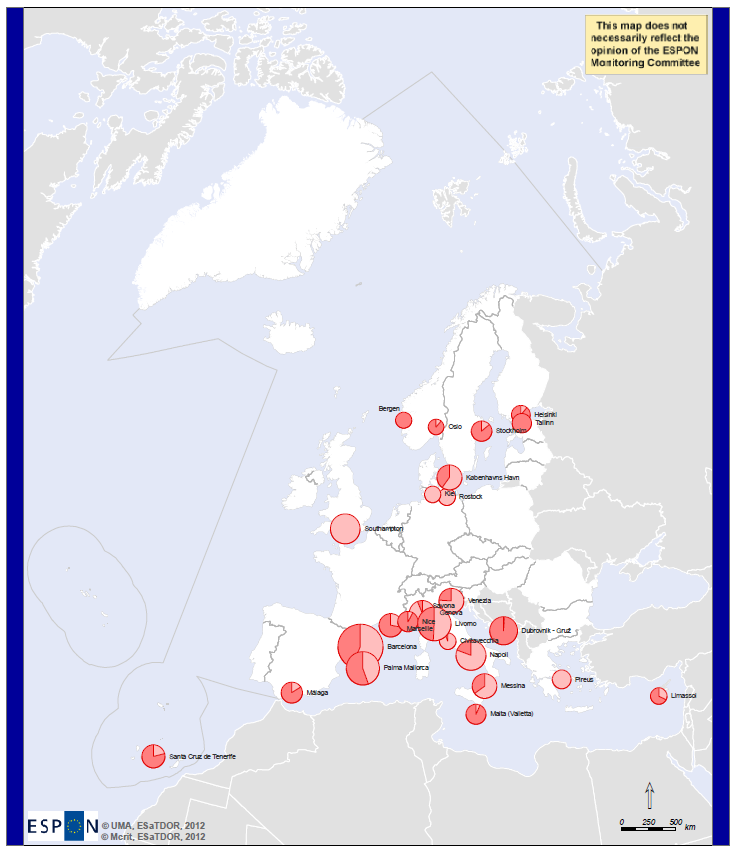 This map does not
necessarily reflect the
opinion of the ESPON
Monitoring Committee
Bergen
Oslo
Helsinki
Tallinn
Stockholm
Københavns Havn
Kiel
Rostock
Southampton
Venezia
Savona
Genova
Nice
Livorno
Marseille
Dubrovnik - Gruž
Civitavecchia
Barcelona
Napoli
Palma Mallorca
Pireus
Messina
Málaga
Limassol
Malta (Valletta)
Santa Cruz de Tenerife
ESPON
© UMA, ESaTDOR, 2012
© Mcrit, ESaTDOR, 2012
0 250 500
km